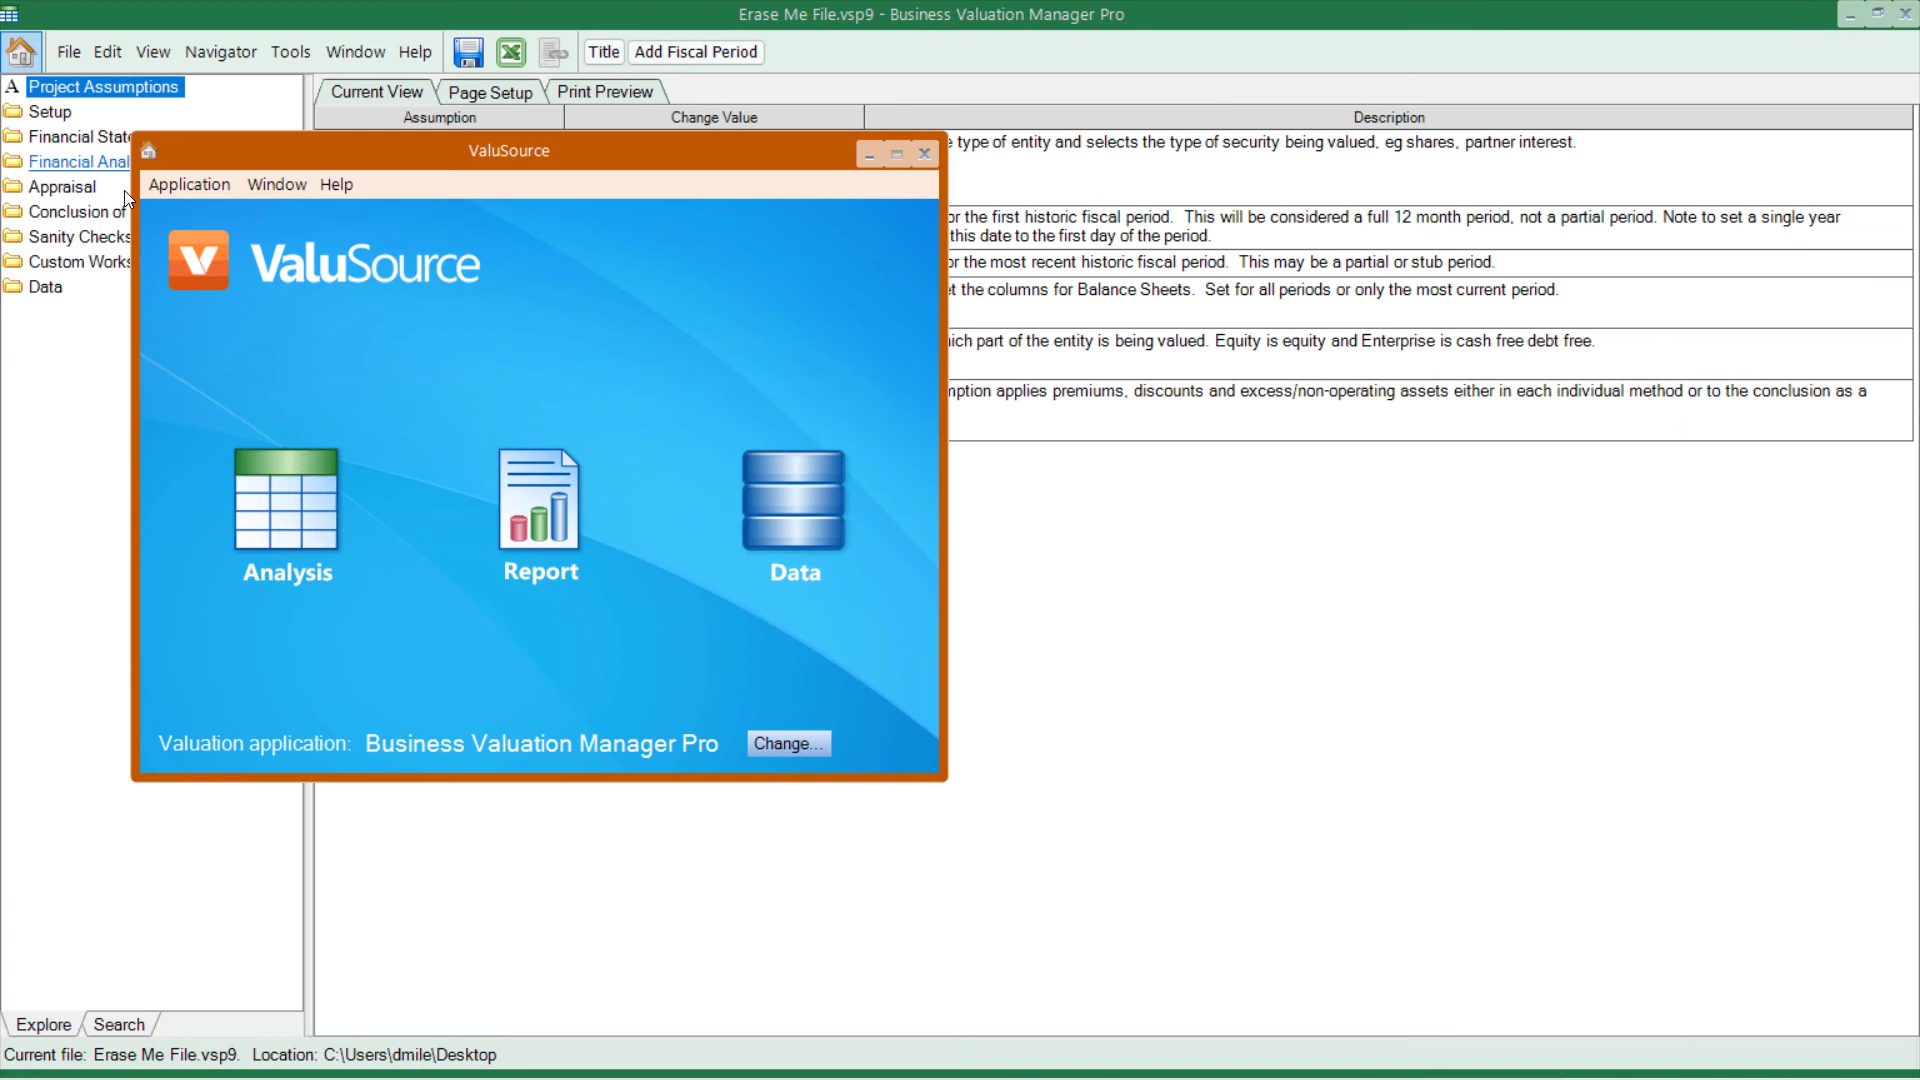 Erase Me File.vsp9 - Business Valuation Manager Pro
File Edit View Navigator Tools Window Help Title Add Fiscal Period
A Project Assumptions
Setup
Financial State
Financial Anal
Appraisal
Conclusion of
Sanity Checks
Custom Works
Data
Current View Page Setup Print Preview
Assumption Change Value Description
type of entity and selects the type of security being valued, eg shares, partner interest.
or the first historic fiscal period. This will be considered a full 12 month period, not a partial period. Note to set a single year
this date to the first day of the period.
or the most recent historic fiscal period. This may be a partial or stub period.
et the columns for Balance Sheets. Set for all periods or only the most current period.
ich part of the entity is being valued. Equity is equity and Enterprise is cash free debt free.
mption applies premiums, discounts and excess/non-operating assets either in each individual method or to the conclusion as a
ValuSource
Application Window Help
V ValuSource
Analysis Report Data
Valuation application: Business Valuation Manager Pro Change...
Explore Search
Current file: Erase Me File.vsp9. Location: C:\Users\dmile\Desktop